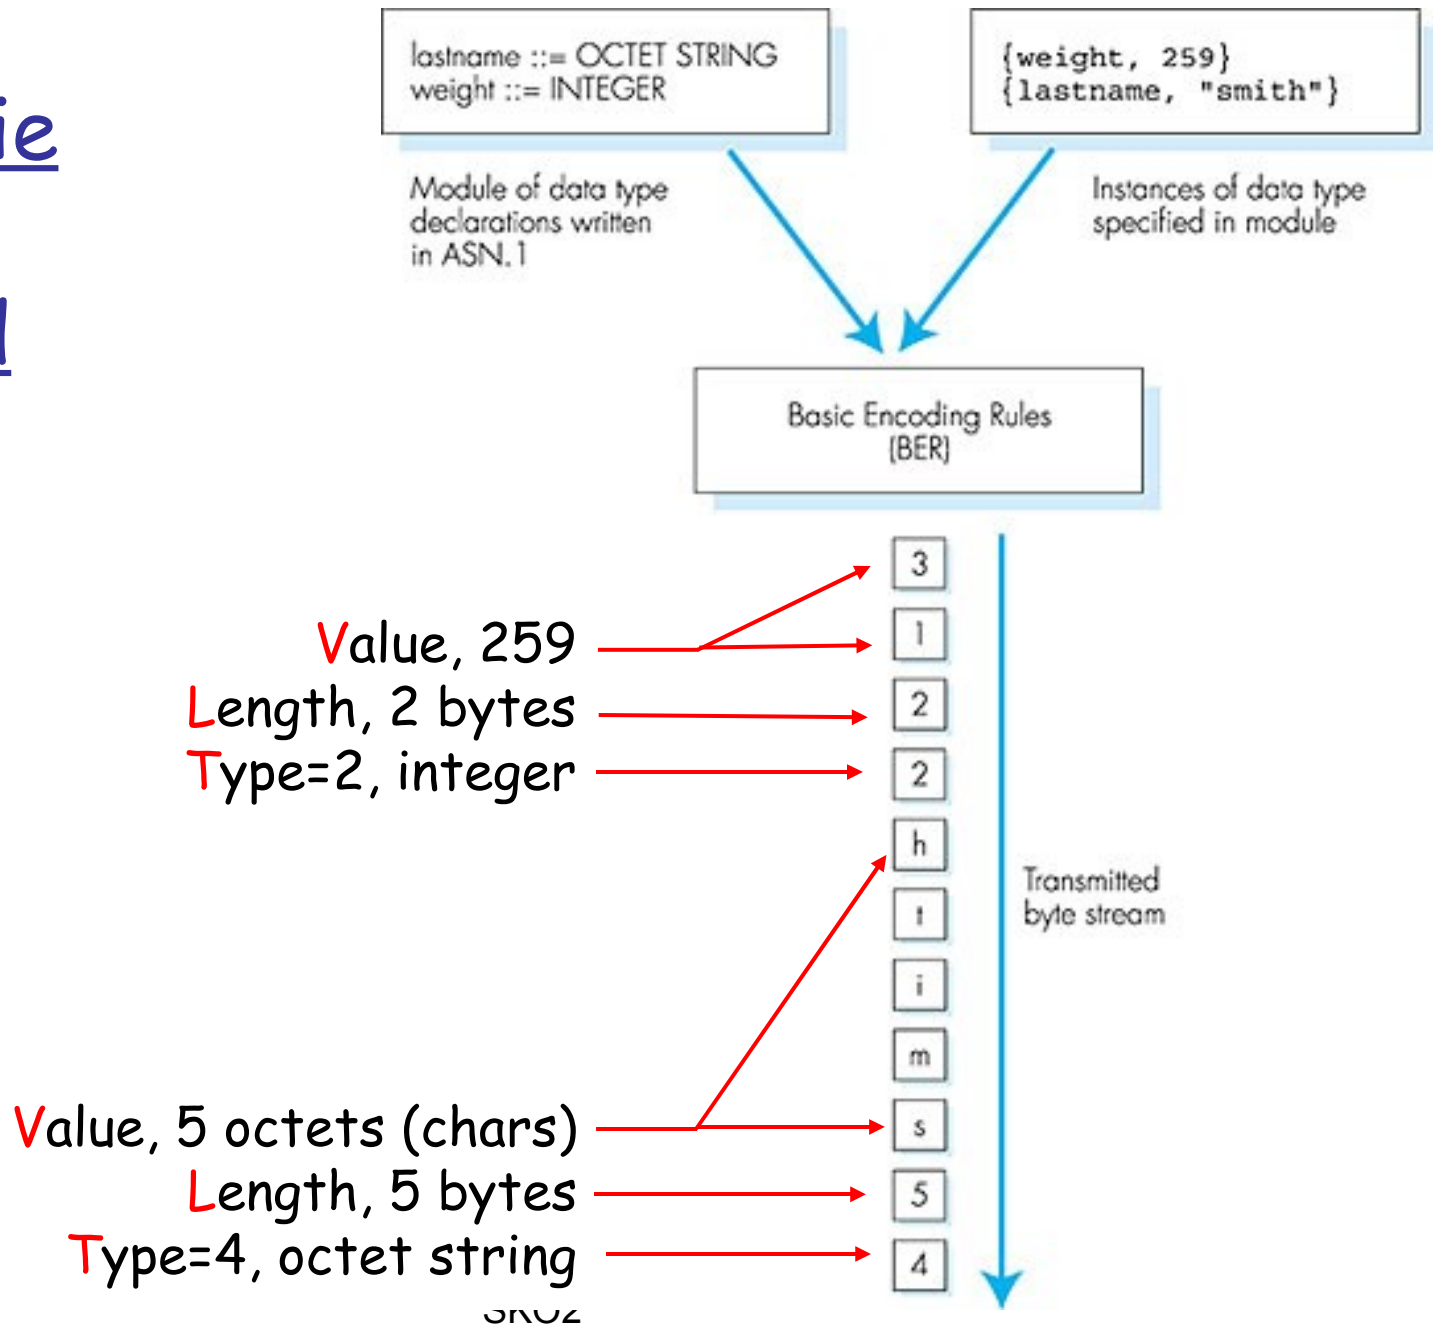 ie
l
lastname ::= OCTET STRING
weight ::= INTEGER
{weight, 259}
{lastname, "smith"}
Module of data type
declarations written
in ASN.1
Instances of data type
specified in module
Basic Encoding Rules
(BER)
3
1
2
2
h
t
i
m
s
5
4
Value, 259
Length, 2 bytes
Type=2, integer
Transmitted
byte stream
Value, 5 octets (chars)
Length, 5 bytes
Type=4, octet string